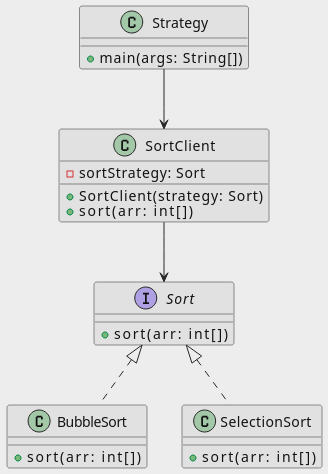 C Strategy
main(args: String[])
C SortClient
sortStrategy: Sort
SortClient(strategy: Sort)
sort(arr: int[])
I Sort
sort(arr: int[])
C BubbleSort
sort(arr: int[])
C SelectionSort
sort(arr: int[])